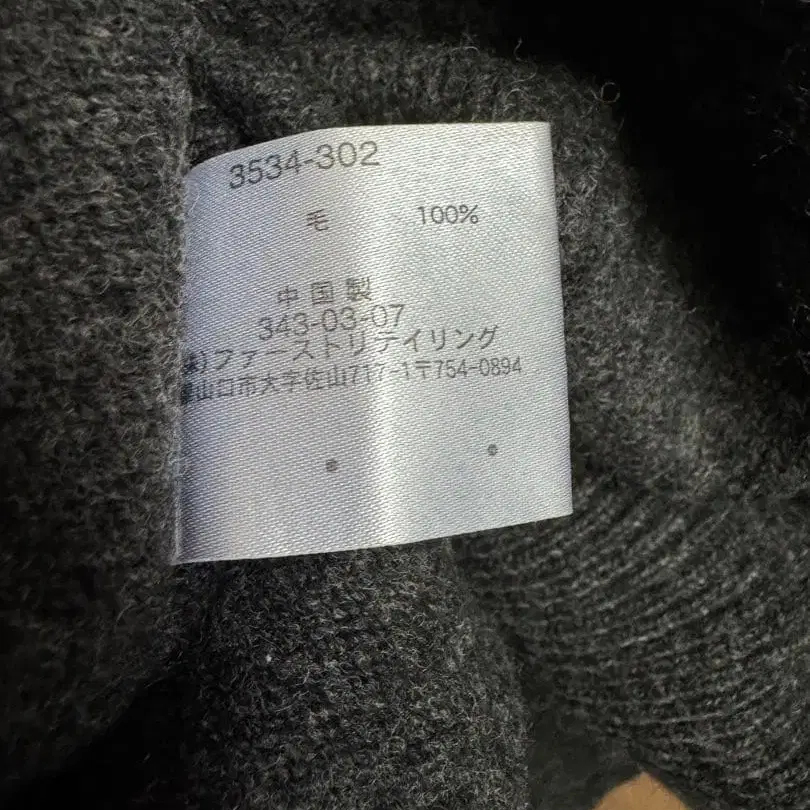 3534-302
毛 100%
中国製
343-03-07
株)ファーストリテイリング
山口市大字佐山717-1〒754-0894